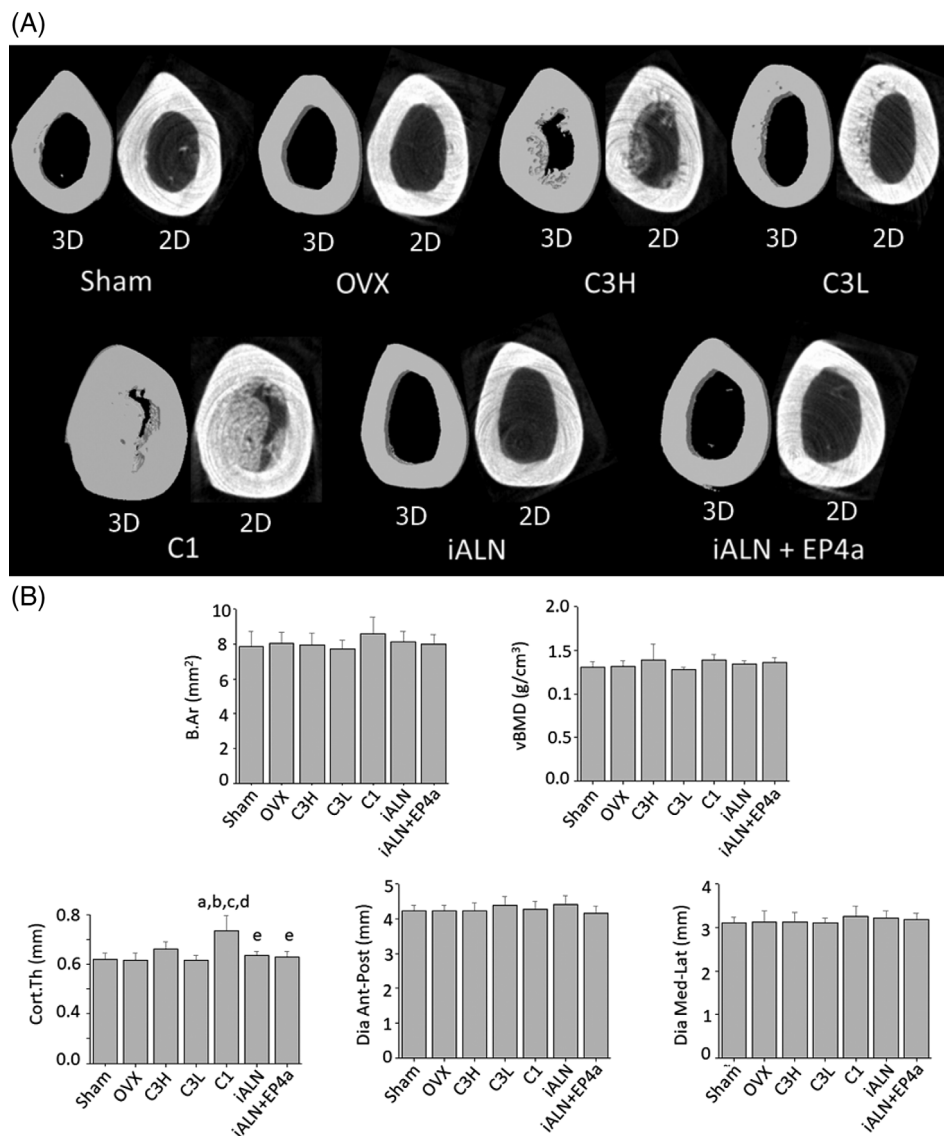 (A)
3D 2D 3D 2D 3D 2D 3D 2D
Sham OVX C3H C3L
3D 2D 3D 2D 3D 2D
C1 iALN iALN + EP4a
(B)
B.Ar (mm²)
10
8
6
4
2
0
Sham OVX C3H C3L C1 iALN iALN+EP4a
vBMD (g/cm³)
2.0
1.5
1.0
0.5
0.0
Sham OVX C3H C3L C1 iALN iALN+EP4a
Cort.Th (mm)
0.8
0.6
0.4
0.2
0.0
a,b,c,d
e e
Sham OVX C3H C3L C1 iALN iALN+EP4a
Dia Ant-Post (mm)
5
4
3
2
1
0
Sham OVX C3H C3L C1 iALN iALN+EP4a
Dia Med-Lat (mm)
4
3
2
1
0
Sham OVX C3H C3L C1 iALN iALN+EP4a